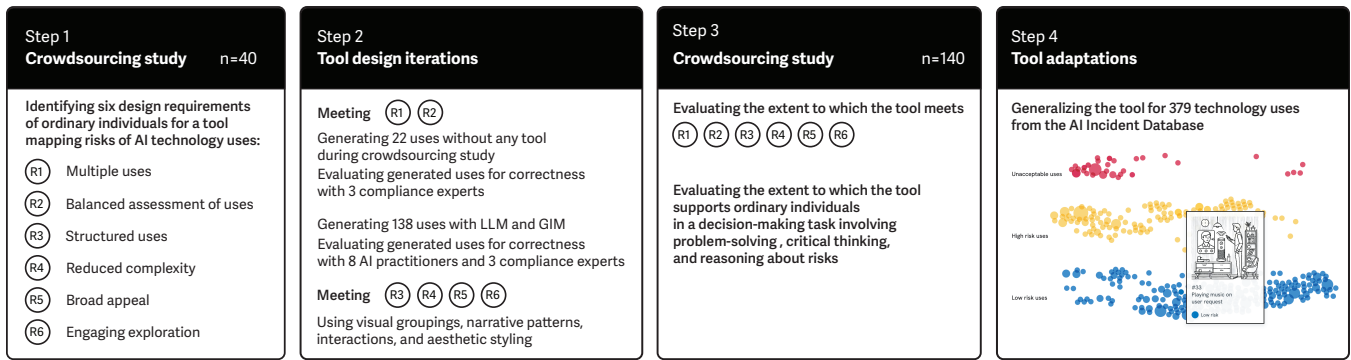 Step 1
Crowdsourcing study n=40
Identifying six design requirements
of ordinary individuals for a tool
mapping risks of AI technology uses:
R1 Multiple uses
R2 Balanced assessment of uses
R3 Structured uses
R4 Reduced complexity
R5 Broad appeal
R6 Engaging exploration
Step 2
Tool design iterations
Meeting R1 R2
Generating 22 uses without any tool
during crowdsourcing study
Evaluating generated uses for correctness
with 3 compliance experts
Generating 138 uses with LLM and GIM
Evaluating generated uses for correctness
with 8 AI practitioners and 3 compliance experts
Meeting R3 R4 R5 R6
Using visual groupings, narrative patterns,
interactions, and aesthetic styling
Step 3
Crowdsourcing study n=140
Evaluating the extent to which the tool meets
R1 R2 R3 R4 R5 R6
Evaluating the extent to which the tool
supports ordinary individuals
in a decision-making task involving
problem-solving , critical thinking,
and reasoning about risks
Step 4
Tool adaptations
Generalizing the tool for 379 technology uses
from the AI Incident Database
Unacceptable uses
High risk uses
Low risk uses
#33
Playing music on
user request
Low risk